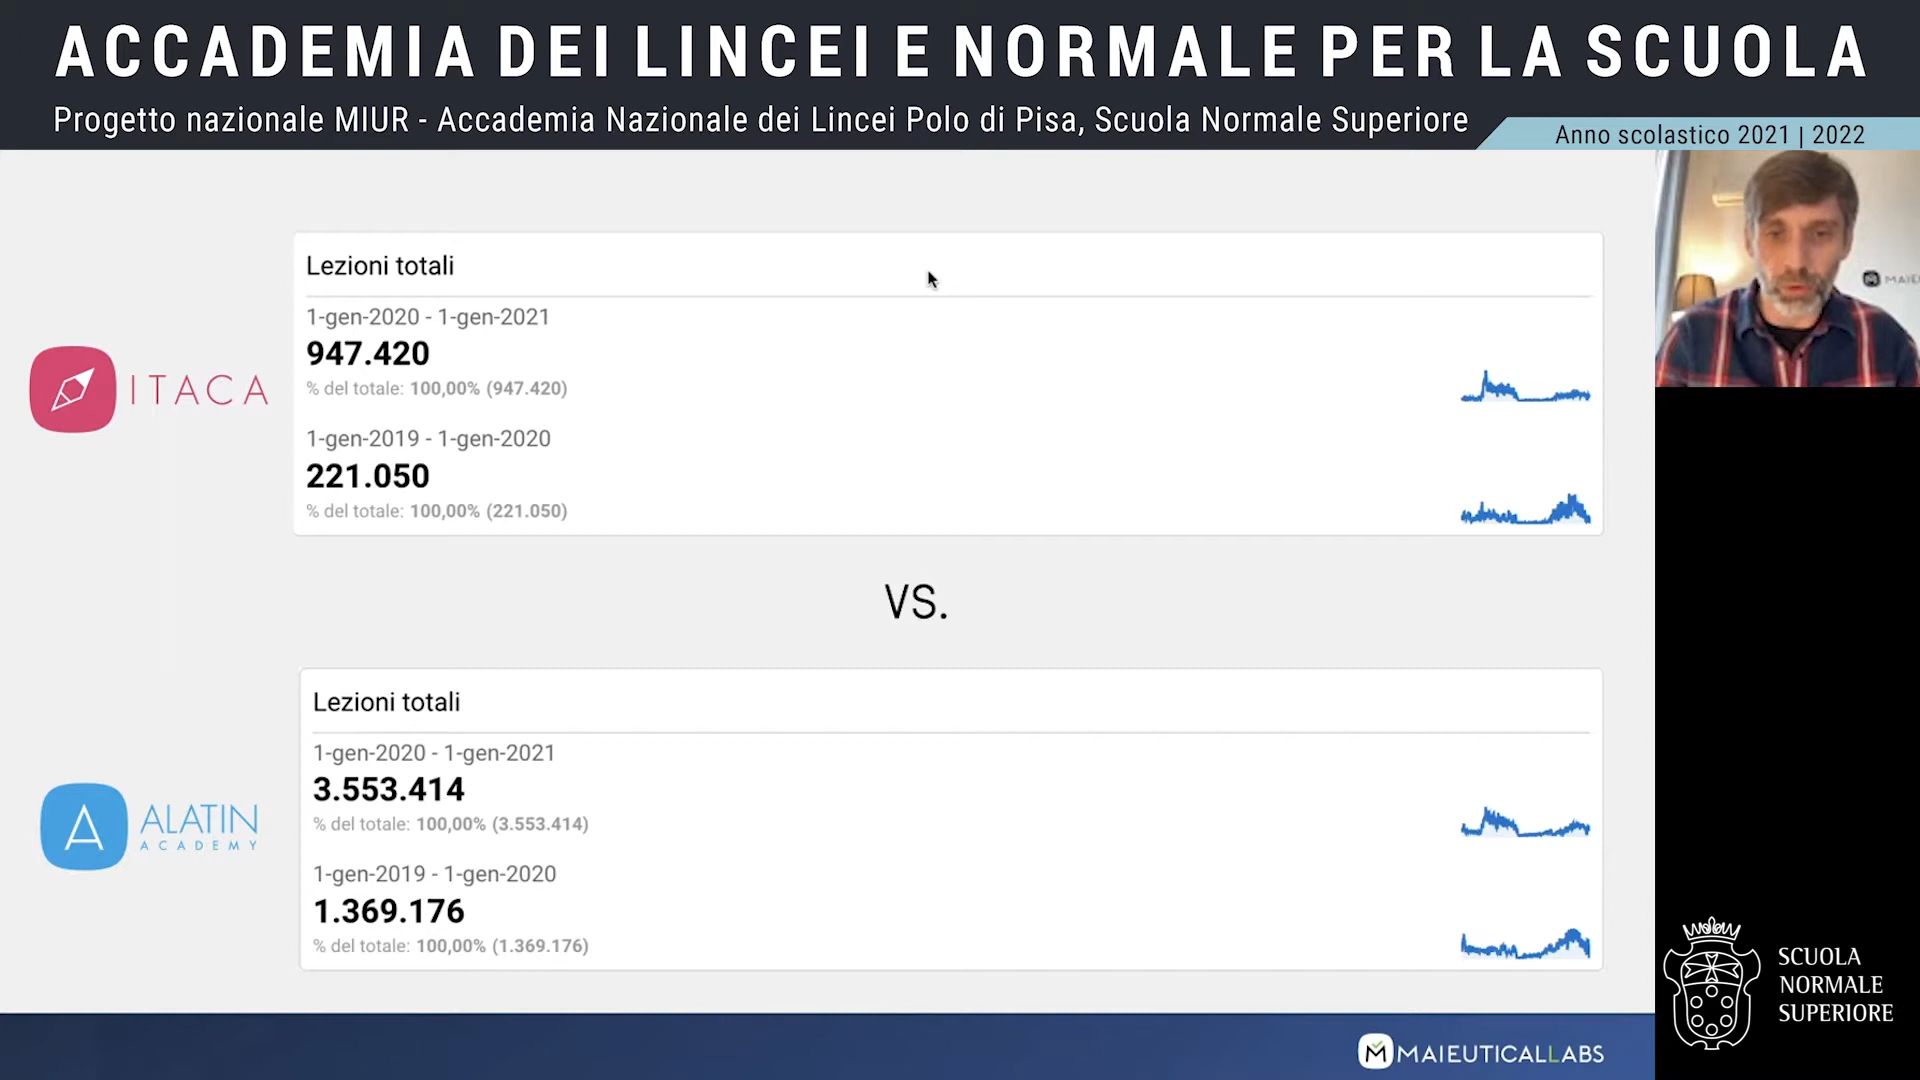 ACCADEMIA DEI LINCEI E NORMALE PER LA SCUOLA
Progetto nazionale MIUR - Accademia Nazionale dei Lincei Polo di Pisa, Scuola Normale Superiore
Anno scolastico 2021 | 2022
ITACA
Lezioni totali
1-gen-2020 - 1-gen-2021
947.420
% del totale: 100,00% (947.420)
1-gen-2019 - 1-gen-2020
221.050
% del totale: 100,00% (221.050)
VS.
ALATIN
ACADEMY
Lezioni totali
1-gen-2020 - 1-gen-2021
3.553.414
% del totale: 100,00% (3.553.414)
1-gen-2019 - 1-gen-2020
1.369.176
% del totale: 100,00% (1.369.176)
MAIEUTICALLABS
SCUOLA
NORMALE
SUPERIORE